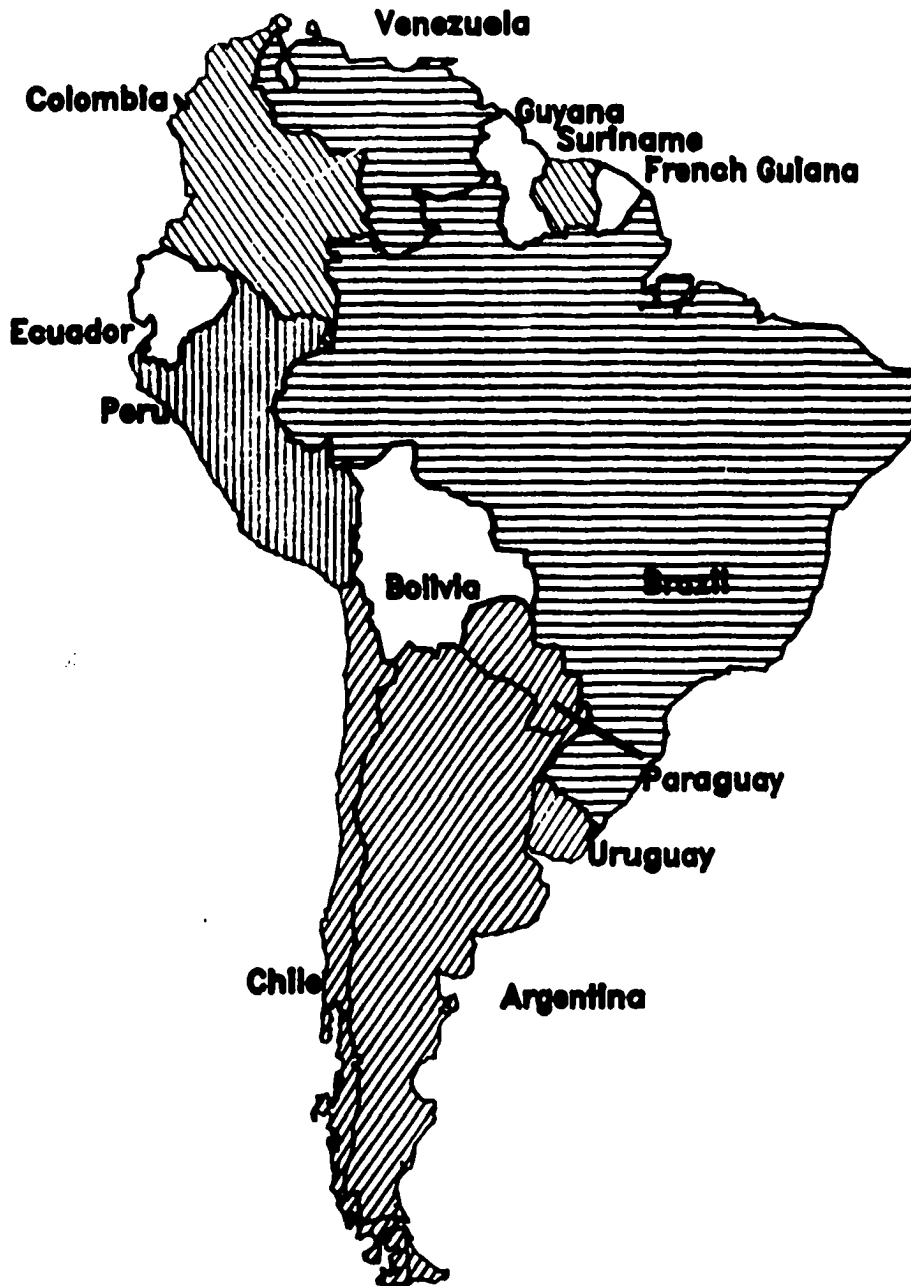 Venezuela
Colombia
Guyana
Suriname
French Guiana
Ecuador
Peru
Bolivia
Brazil
Paraguay
Uruguay
Chile
Argentina